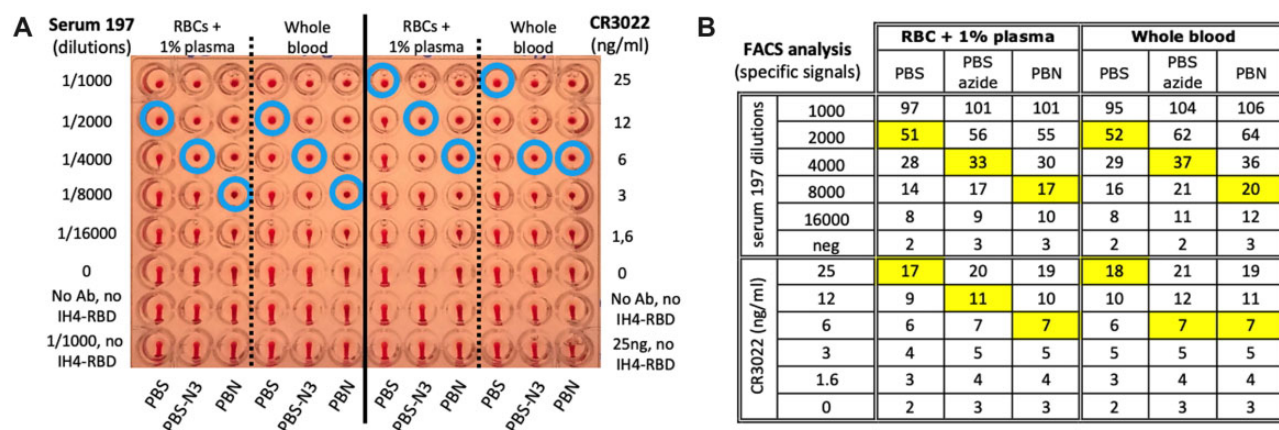 A
Serum 197
(dilutions)
RBCs +
1% plasma
Whole
blood
RBCs +
1% plasma
Whole
blood
CR3022
(ng/ml)
1/1000
1/2000
1/4000
1/8000
1/16000
0
No Ab, no
IH4-RBD
1/1000, no
IH4-RBD
25
12
6
3
1,6
0
No Ab, no
IH4-RBD
25ng, no
IH4-RBD
PBS
PBS-N3
PBN
PBS
PBS-N3
PBN
PBS
PBS-N3
PBN
PBS
PBS-N3
PBN
B
FACS analysis
(specific signals)
RBC + 1% plasma Whole blood
PBS PBS azide PBN PBS PBS azide PBN
serum 197 dilutions
1000 97 101 101 95 104 106
2000 51 56 55 52 62 64
4000 28 33 30 29 37 36
8000 14 17 17 16 21 20
16000 8 9 10 8 11 12
neg 2 3 3 2 2 3
CR3022 (ng/ml)
25 17 20 19 18 21 19
12 9 11 10 10 12 11
6 6 7 7 6 7 7
3 4 5 5 5 5 5
1.6 3 4 4 3 4 4
0 2 3 3 2 3 3